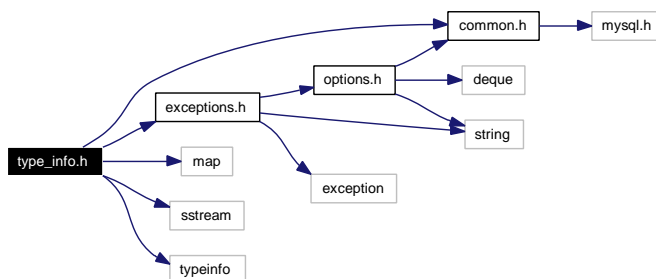 common.h
mysql.h
options.h
deque
exceptions.h
string
type_info.h
map
exception
sstream
typeinfo